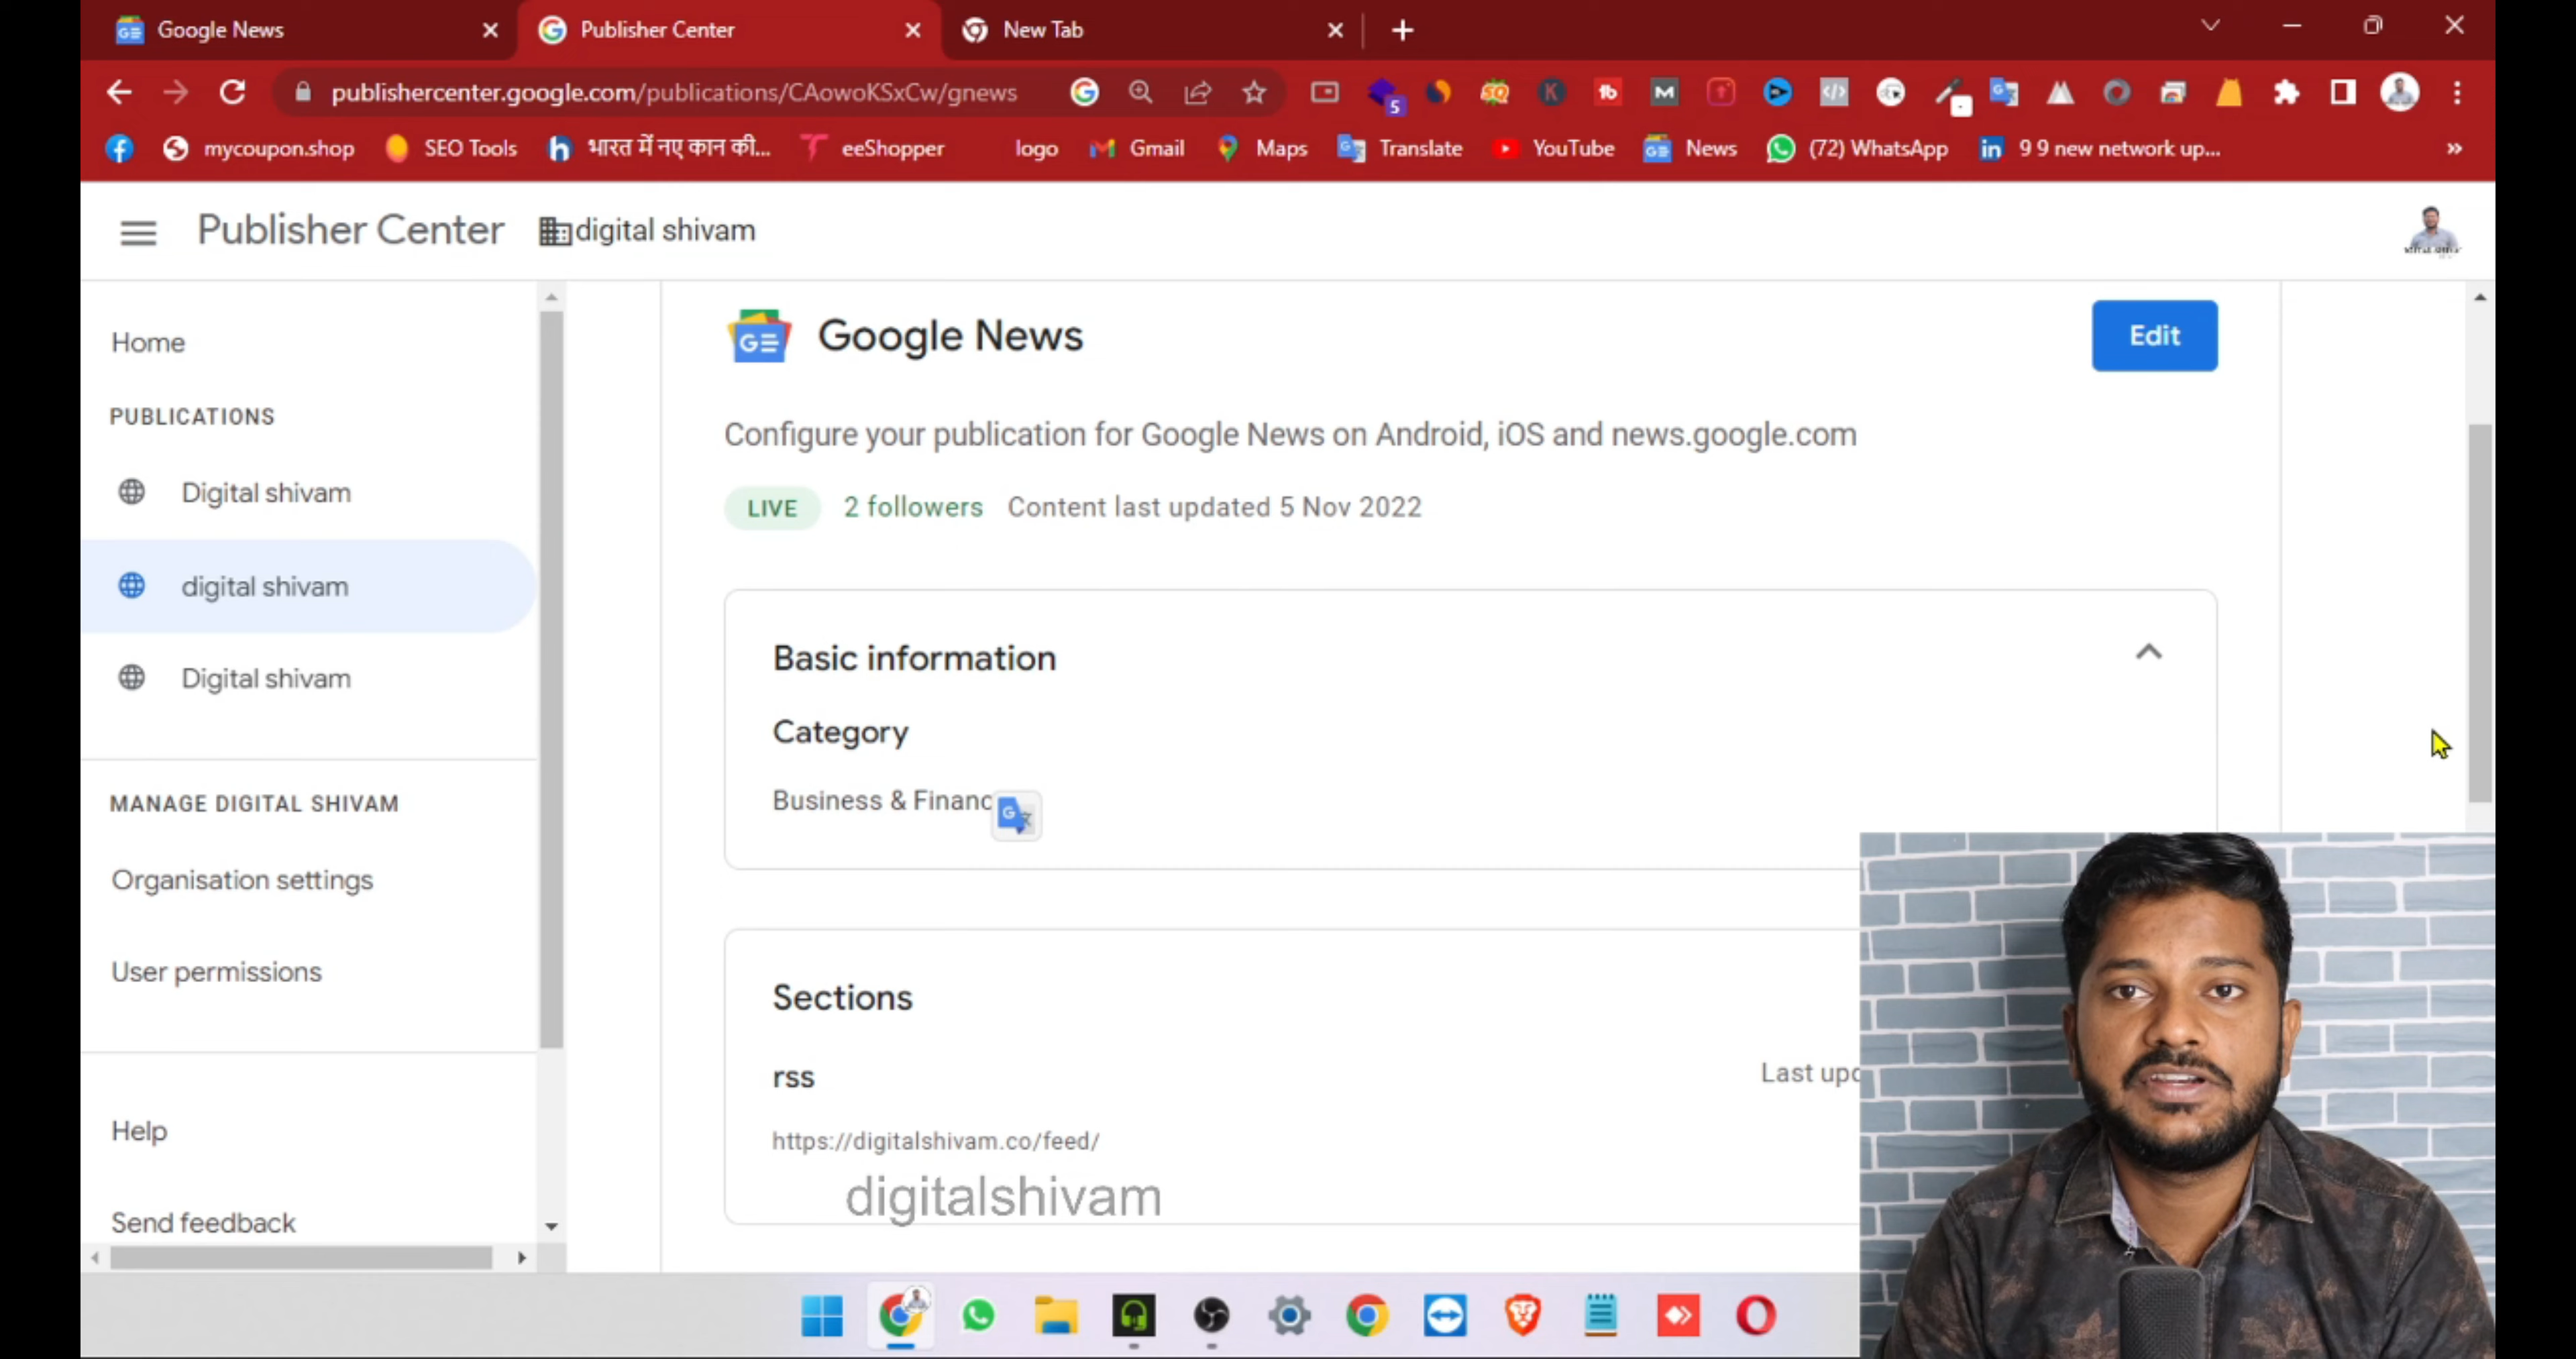 Google News
Publisher Center
New Tab
publishercenter.google.com/publications/CAowoKSxCw/gnews
5
mycoupon.shop
SEO Tools
भारत में नए कान की...
eeShopper
logo
Gmail
Maps
Translate
YouTube
News
(72) WhatsApp
9 9 new network up...
Publisher Center
digital shivam
Home
PUBLICATIONS
Digital shivam
digital shivam
Digital shivam
MANAGE DIGITAL SHIVAM
Organisation settings
User permissions
Help
Send feedback
Google News
Edit
Configure your publication for Google News on Android, iOS and news.google.com
LIVE 2 followers Content last updated 5 Nov 2022
Basic information
Category
Business & Financ
Sections
rss
Last upd
https://digitalshivam.co/feed/
digitalshivam